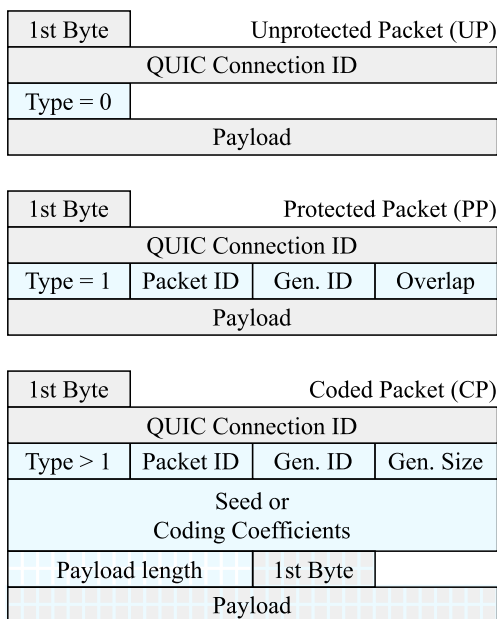 1st Byte Unprotected Packet (UP)
QUIC Connection ID
Type = 0
Payload
1st Byte Protected Packet (PP)
QUIC Connection ID
Type = 1 Packet ID Gen. ID Overlap
Payload
1st Byte Coded Packet (CP)
QUIC Connection ID
Type > 1 Packet ID Gen. ID Gen. Size
Seed or
Coding Coefficients
Payload length 1st Byte
Payload